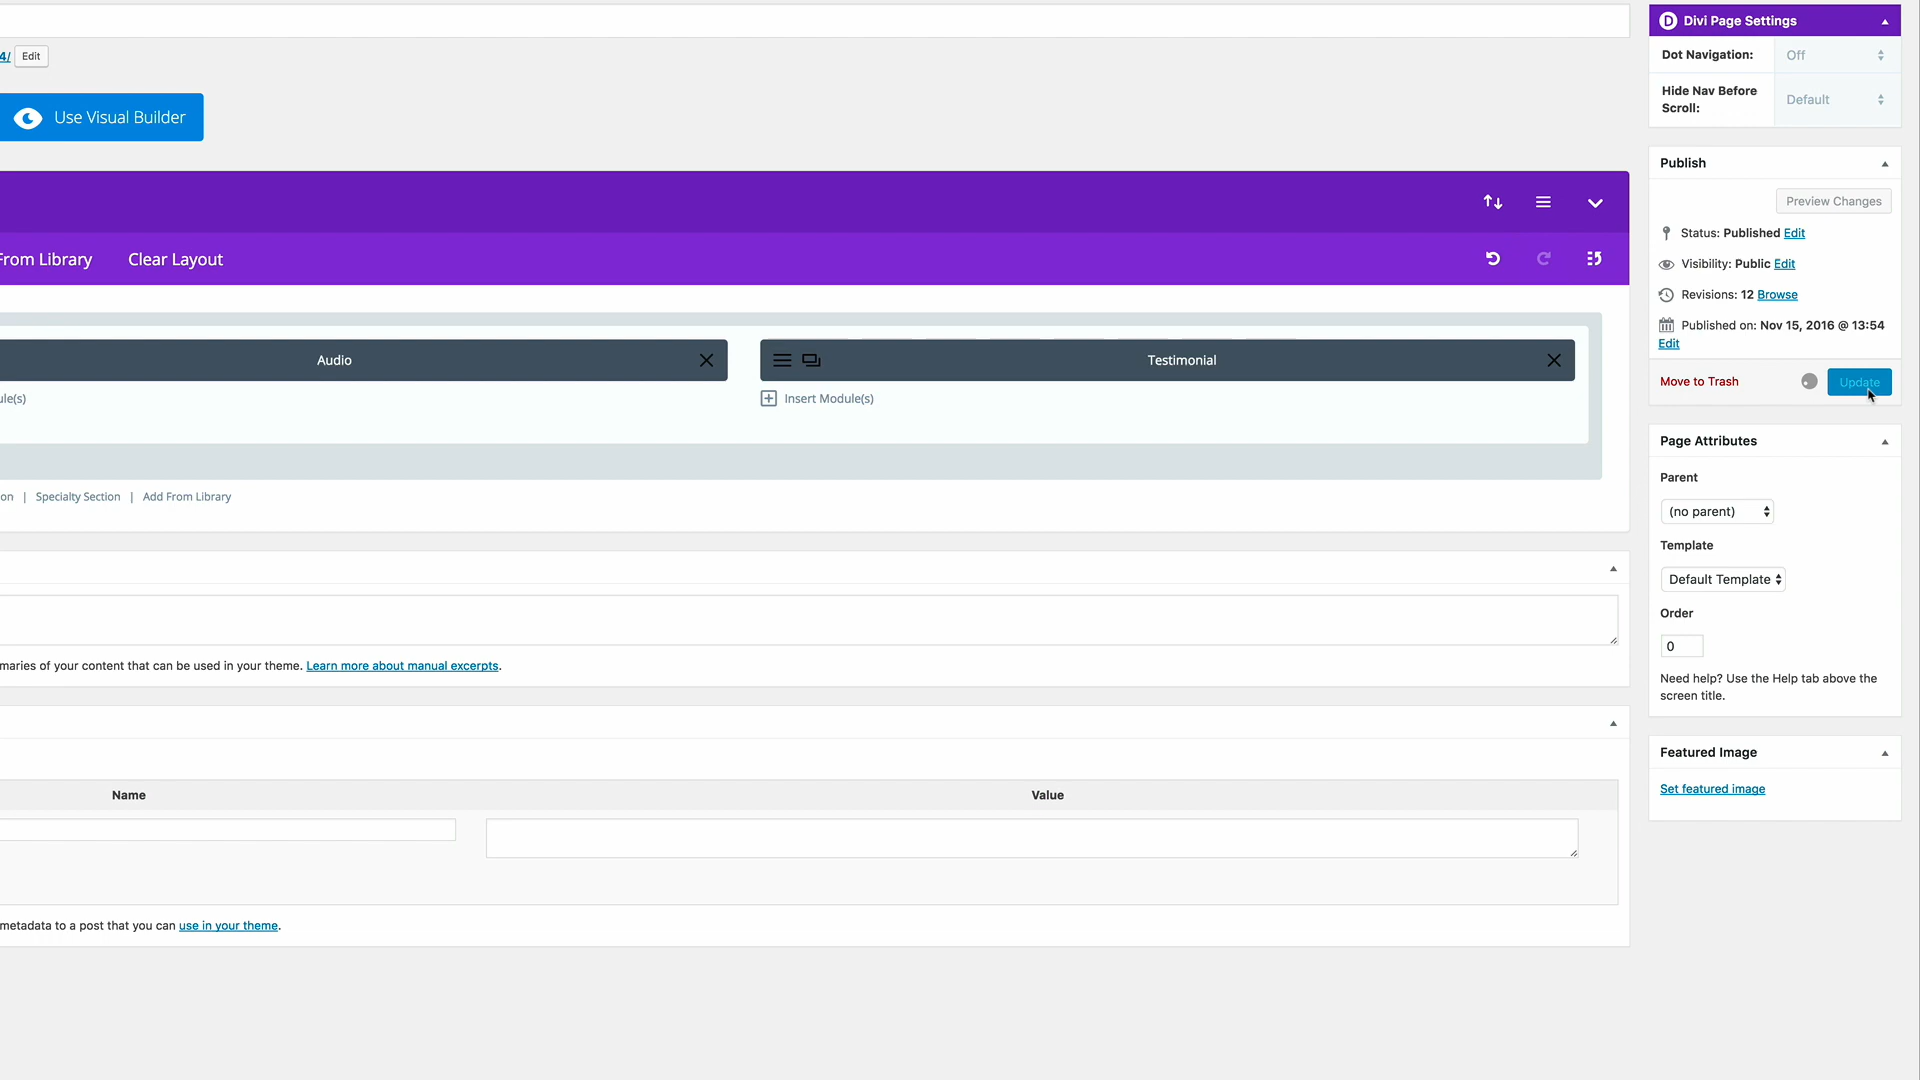 4/ Edit
Use Visual Builder
From Library Clear Layout
Audio
Testimonial
Insert Module(s)
Specialty Section | Add From Library
of your content that can be used in your theme. Learn more about manual excerpts.
Name
Value
metadata to a post that you can use in your theme.
Divi Page Settings
Dot Navigation: Off
Hide Nav Before
Scroll:
Default
Publish
Preview Changes
Status: Published Edit
Visibility: Public Edit
Revisions: 12 Browse
Published on: Nov 15, 2016 @ 13:54
Edit
Move to Trash Update
Page Attributes
Parent
(no parent)
Template
Default Template
Order
0
Need help? Use the Help tab above the
screen title.
Featured Image
Set featured image